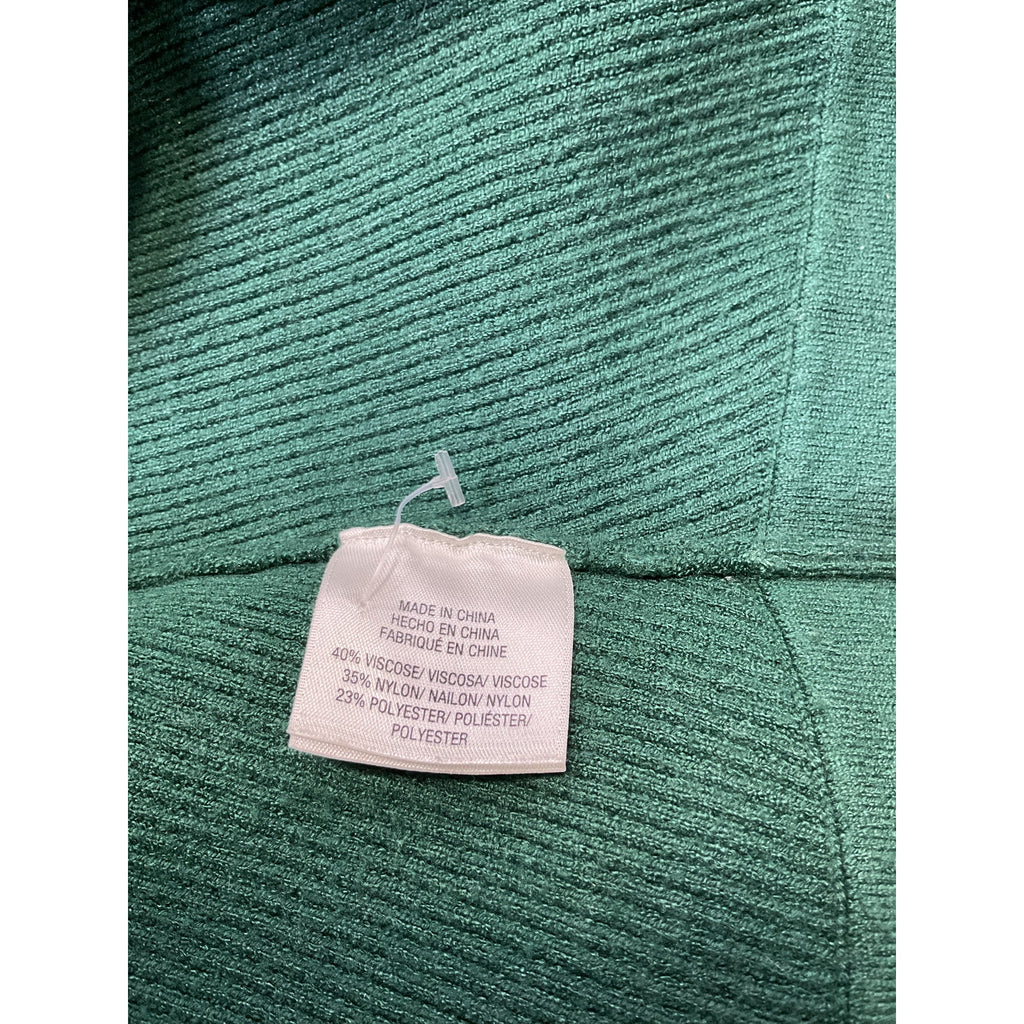 MADE IN CHINA
HECHO EN CHINA
FABRIQUÉ EN CHINE
40% VISCOSE/ VISCOSA/ VISCOSE
35% NYLON/ NAILON/ NYLON
23% POLYESTER/ POLIÉSTER/
POLYESTER